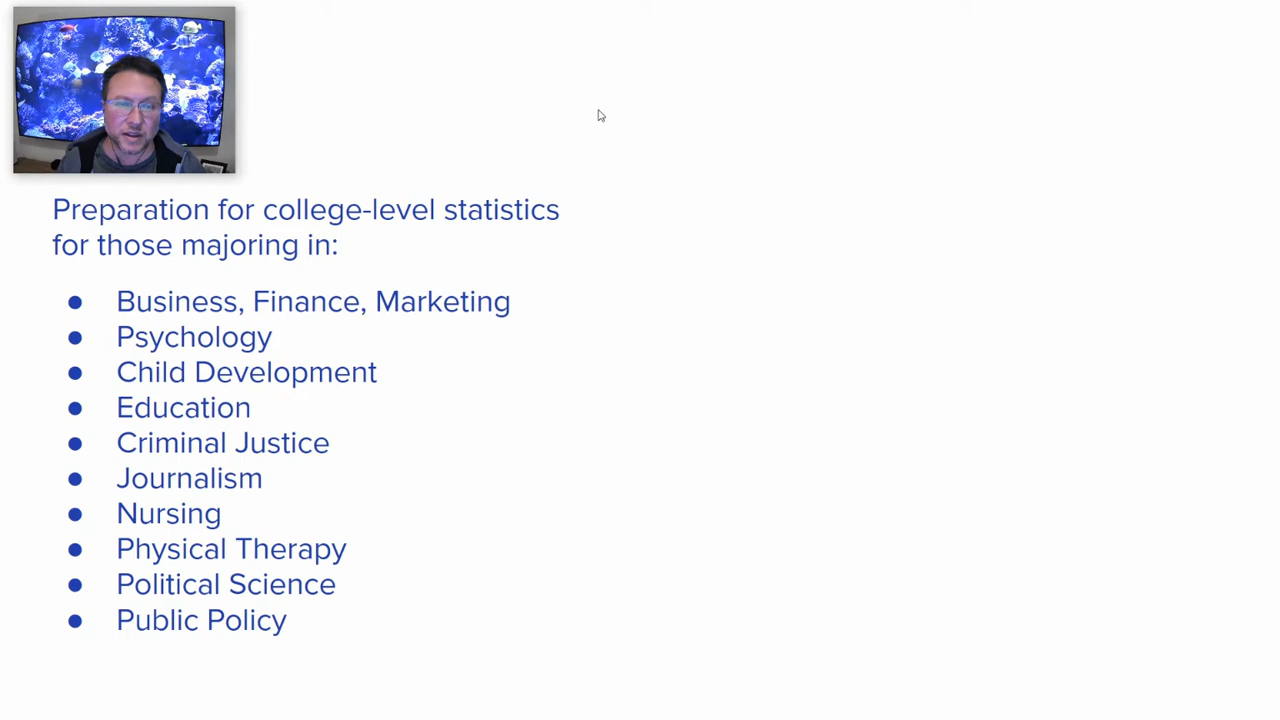 Preparation for college-level statistics
for those majoring in:
● Business, Finance, Marketing
● Psychology
● Child Development
● Education
● Criminal Justice
● Journalism
● Nursing
● Physical Therapy
● Political Science
● Public Policy